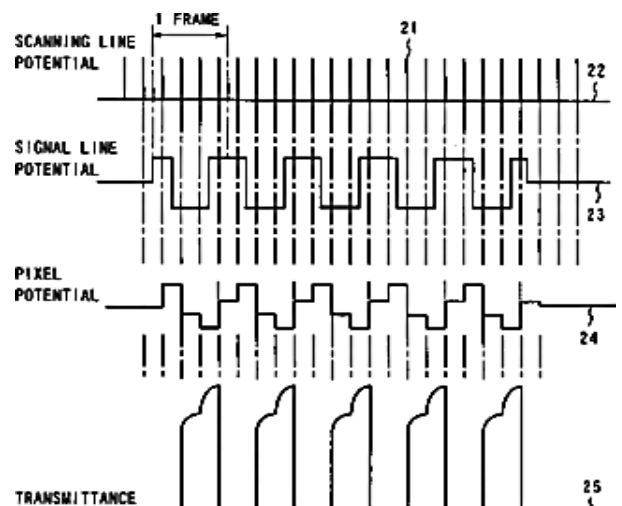 1 FRAME
SCANNING LINE
POTENTIAL
21
22
SIGNAL LINE
POTENTIAL
23
PIXEL
POTENTIAL
24
TRANSMITTANCE
25